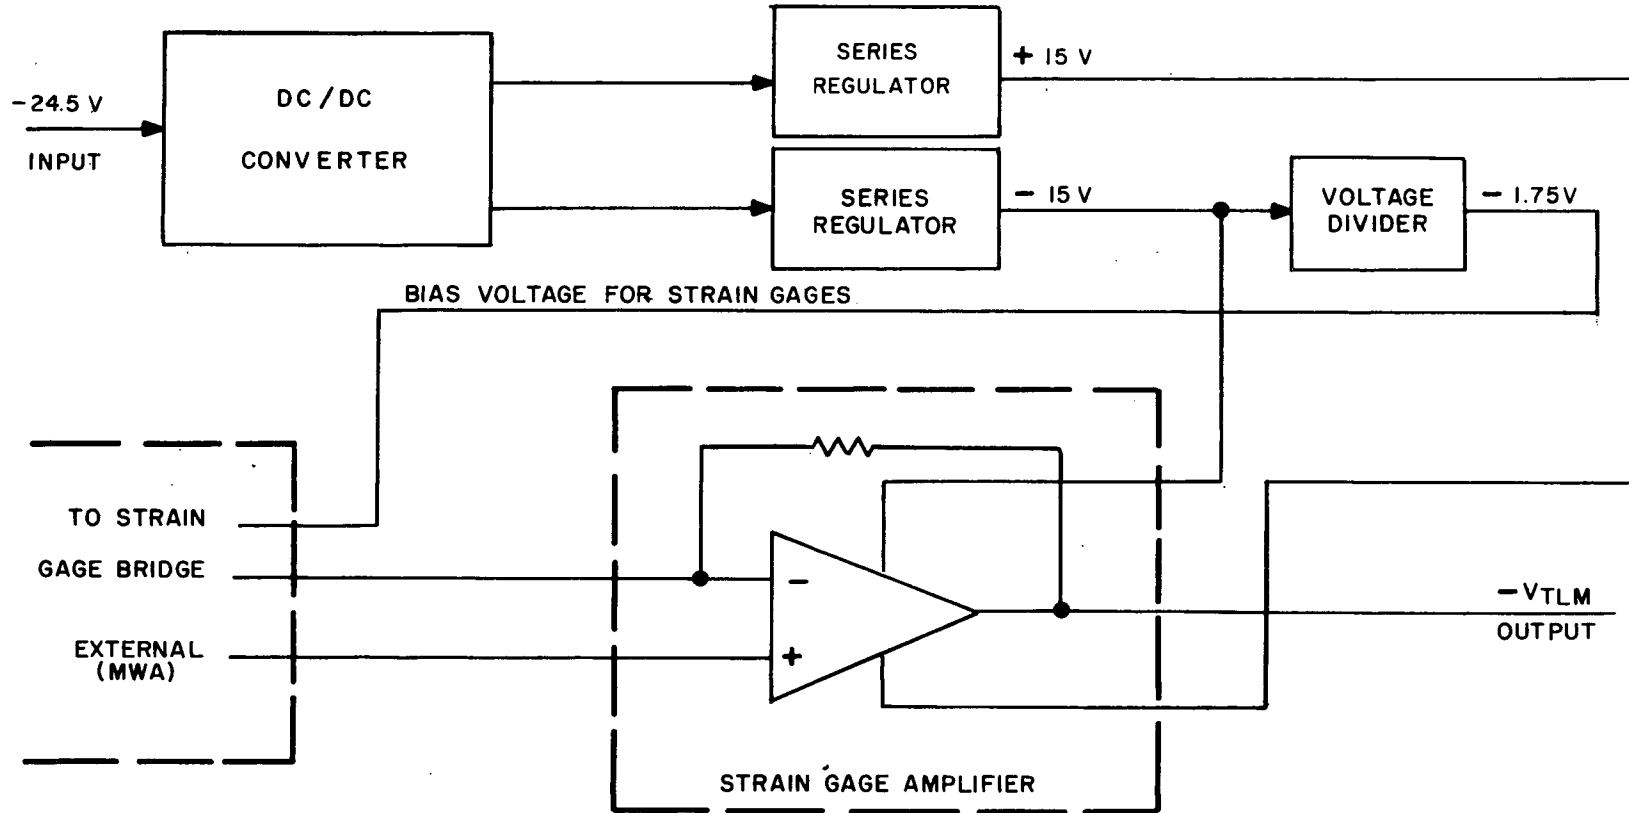 -24.5 V
INPUT
DC/DC
CONVERTER
SERIES
REGULATOR
+ 15 V
SERIES
REGULATOR
- 15 V
VOLTAGE
DIVIDER
- 1.75V
BIAS VOLTAGE FOR STRAIN GAGES
TO STRAIN
GAGE BRIDGE
EXTERNAL
(MWA)
-
+
-VTLM
OUTPUT
STRAIN GAGE AMPLIFIER